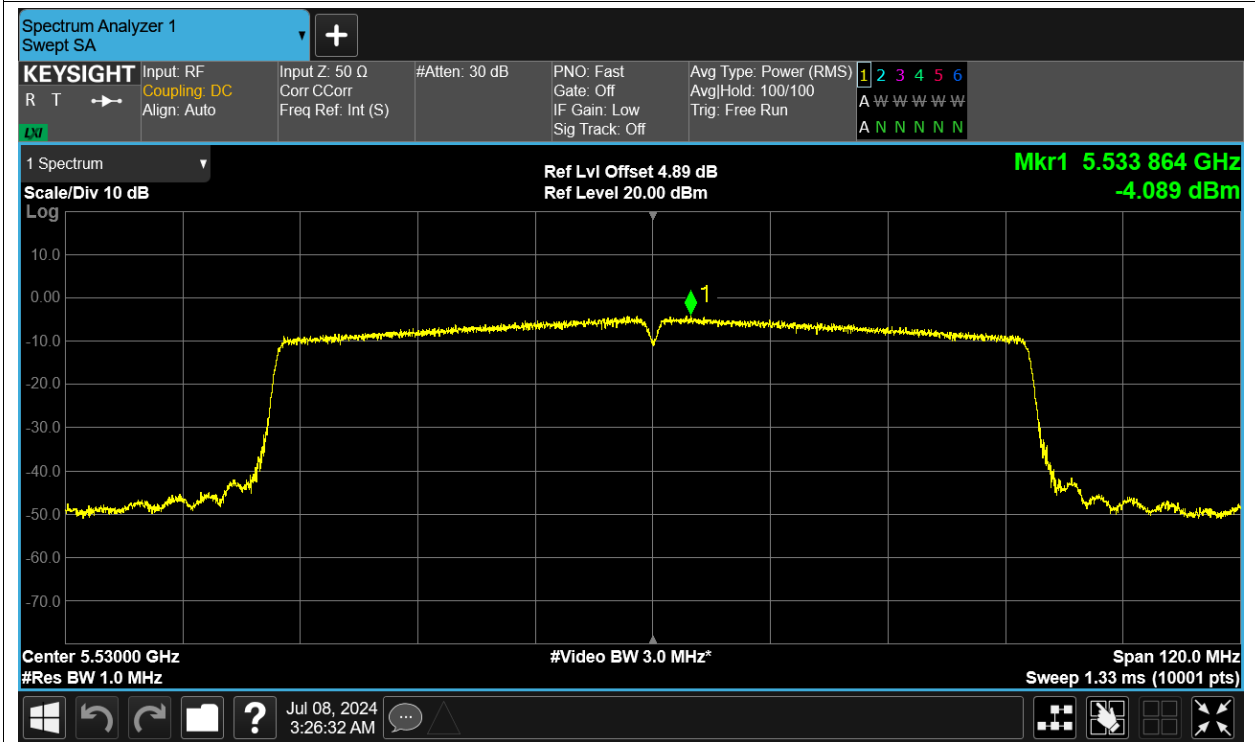 Spectrum Analyzer 1
Swept SA
KEYSIGHT
R T
LXI
Input: RF
Coupling: DC
Align: Auto
Input Z: 50 Ω
Corr CCorr
Freq Ref: Int (S)
#Atten: 30 dB
PNO: Fast
Gate: Off
IF Gain: Low
Sig Track: Off
Avg Type: Power (RMS)
Avg|Hold: 100/100
Trig: Free Run
1 2 3 4 5 6
A W W W W W
A N N N N N
1 Spectrum
Scale/Div 10 dB
Ref Lvl Offset 4.89 dB
Ref Level 20.00 dBm
Mkr1 5.533 864 GHz
-4.089 dBm
Log
10.0
0.00
-10.0
-20.0
-30.0
-40.0
-50.0
-60.0
-70.0
1
Center 5.53000 GHz
#Res BW 1.0 MHz
#Video BW 3.0 MHz*
Span 120.0 MHz
Sweep 1.33 ms (10001 pts)
?
Jul 08, 2024
3:26:32 AM